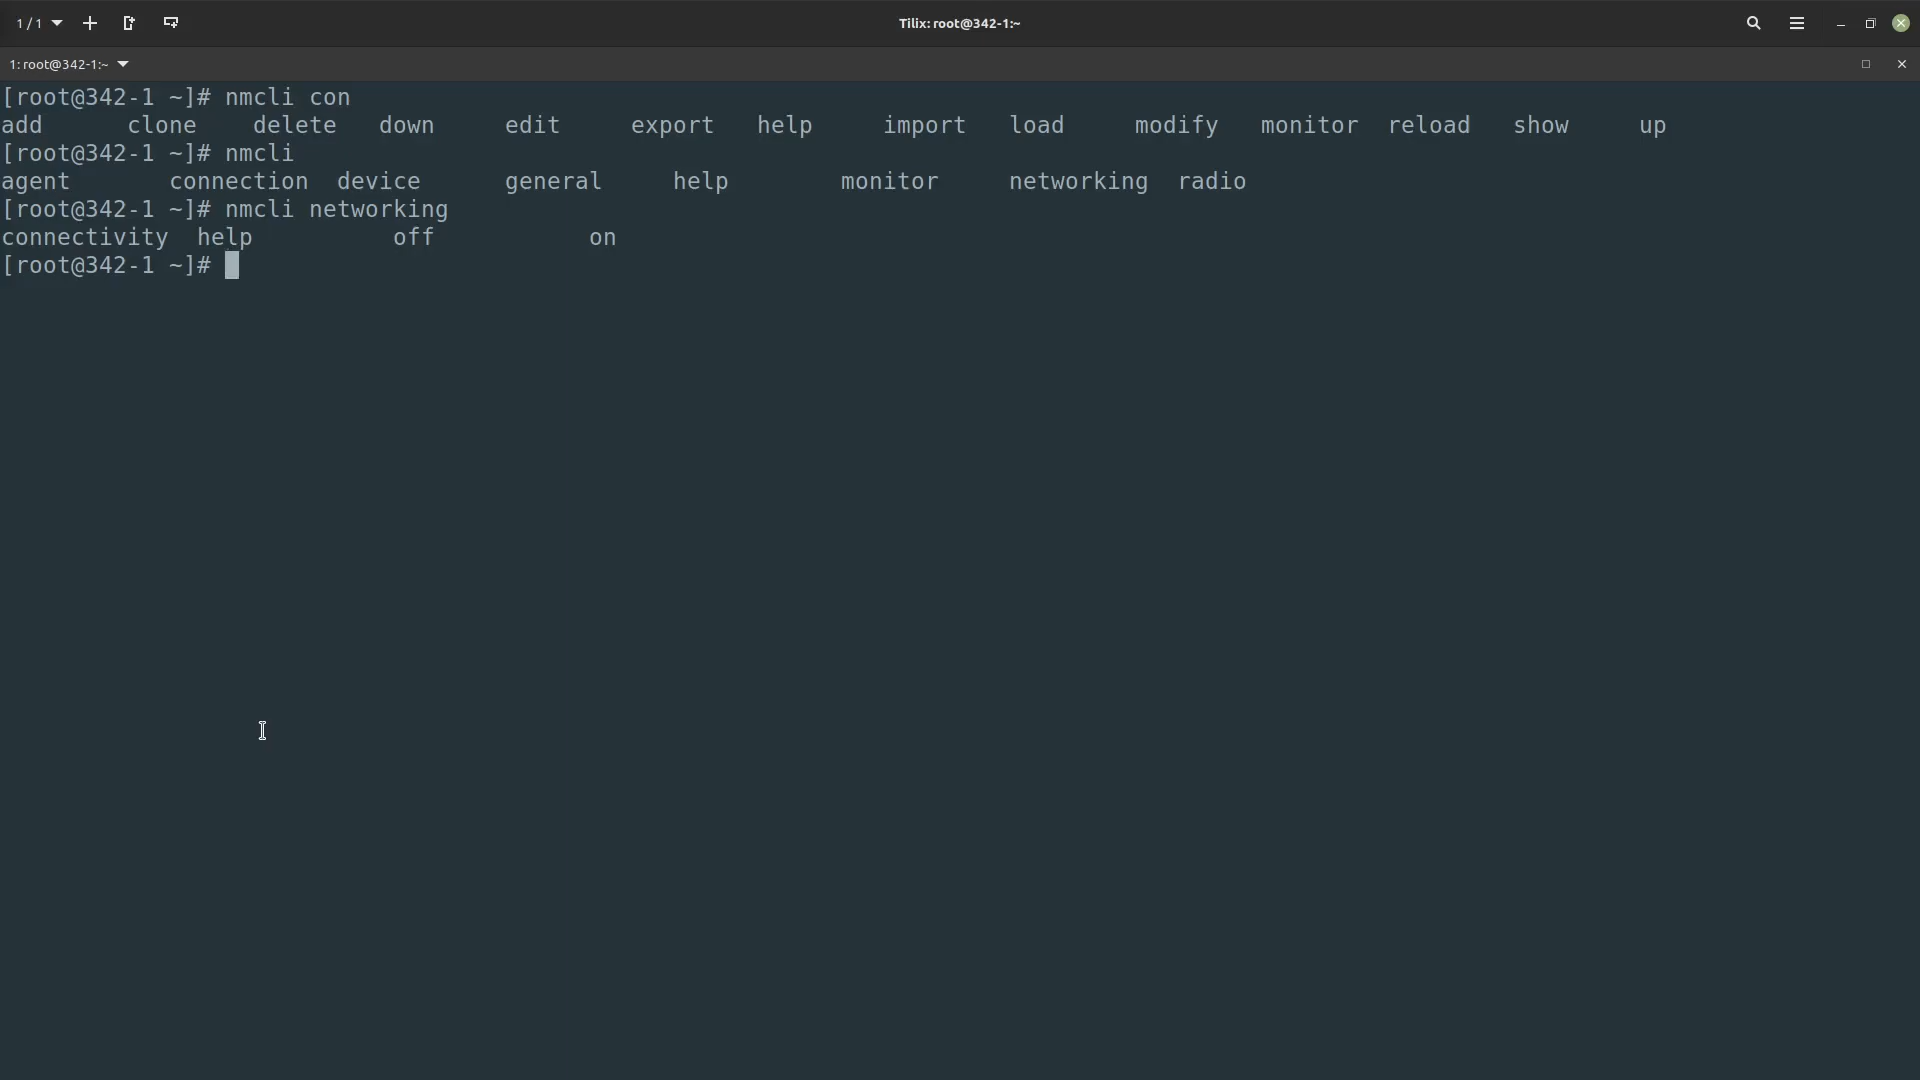 1 / 1
Tilix: root@342-1:~
1: root@342-1:~
[root@342-1 ~]# nmcli con
add clone delete down edit export help import load modify monitor reload show up
[root@342-1 ~]# nmcli
agent connection device general help monitor networking radio
[root@342-1 ~]# nmcli networking
connectivity help off on
[root@342-1 ~]#